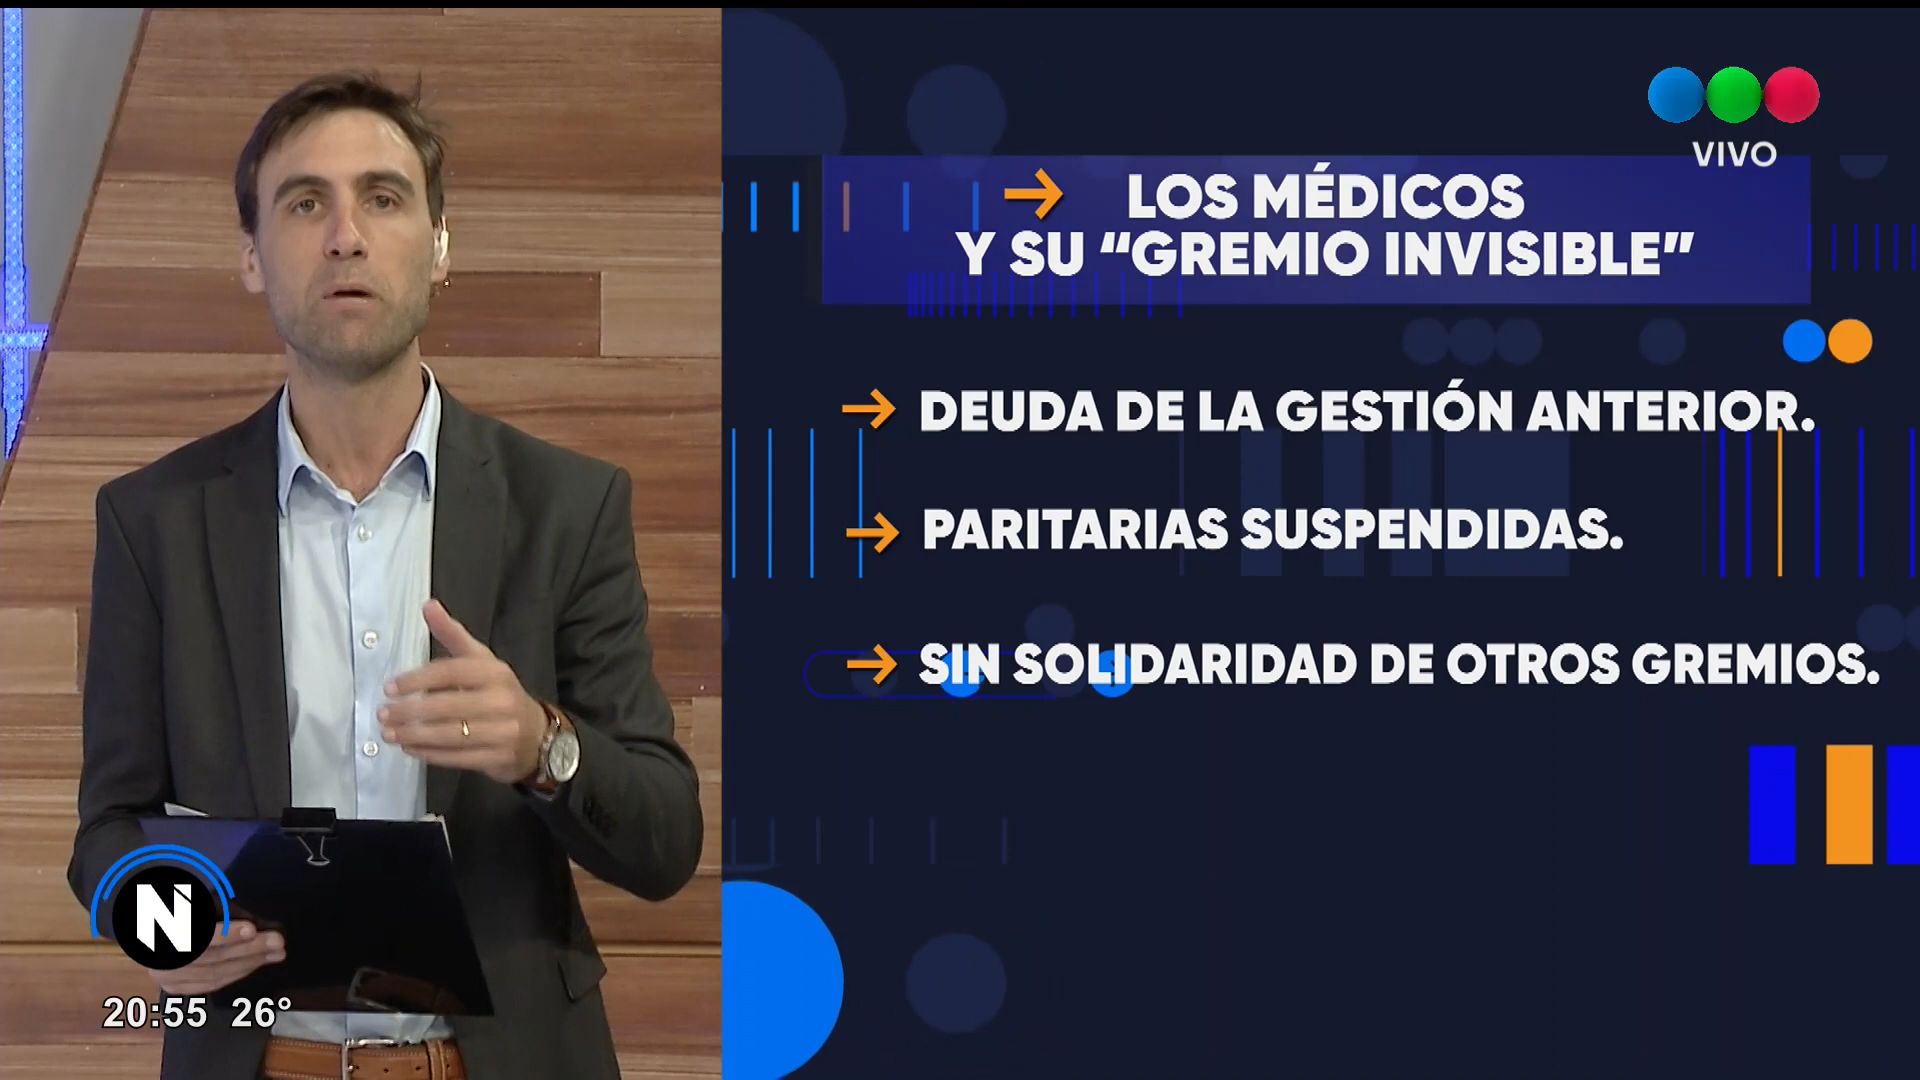 VIVO
LOS MÉDICOS
Y SU “GREMIO INVISIBLE”
DEUDA DE LA GESTIÓN ANTERIOR.
PARITARIAS SUSPENDIDAS.
SIN SOLIDARIDAD DE OTROS GREMIOS.
N
20:55 26°